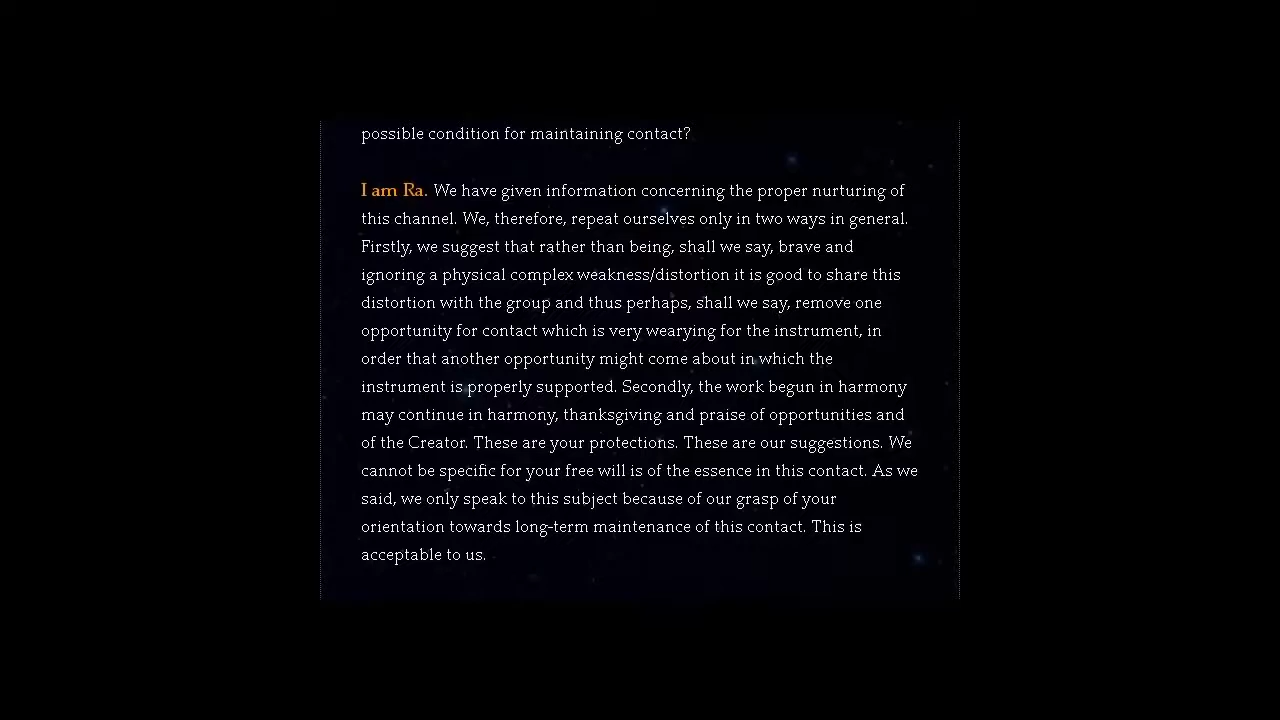 possible condition for maintaining contact?
I am Ra. We have given information concerning the proper nurturing of
this channel. We, therefore, repeat ourselves only in two ways in general.
Firstly, we suggest that rather than being, shall we say, brave and
ignoring a physical complex weakness/distortion it is good to share this
distortion with the group and thus perhaps, shall we say, remove one
opportunity for contact which is very wearying for the instrument, in
order that another opportunity might come about in which the
instrument is properly supported. Secondly, the work begun in harmony
may continue in harmony, thanksgiving and praise of opportunities and
of the Creator. These are your protections. These are our suggestions. We
cannot be specific for your free will is of the essence in this contact. As we
said, we only speak to this subject because of our grasp of your
orientation towards long-term maintenance of this contact. This is
acceptable to us.